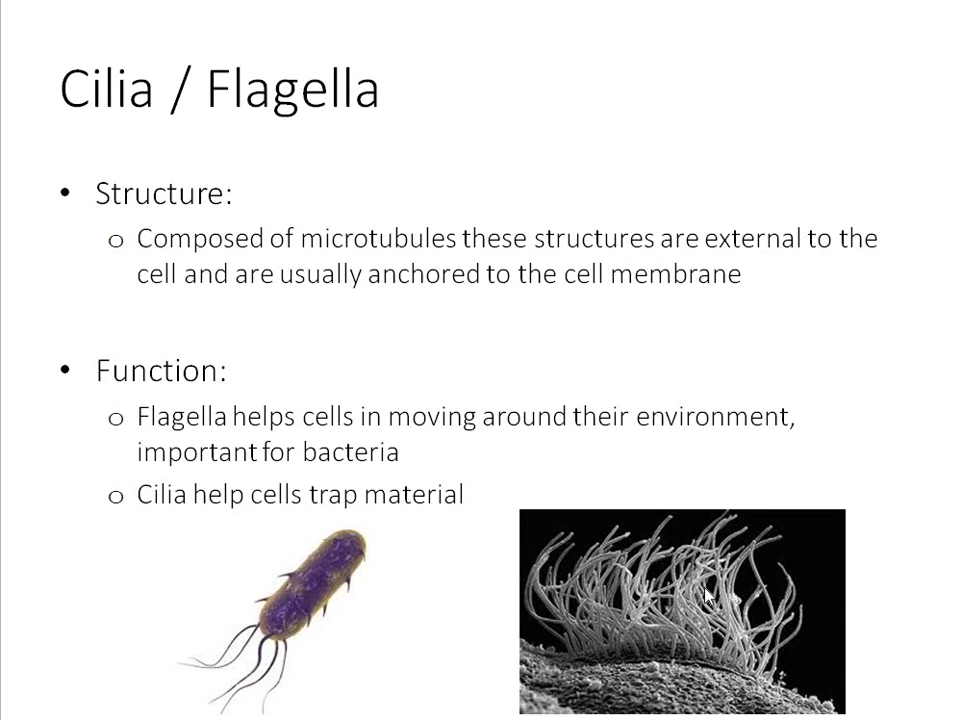 Cilia / Flagella
• Structure:
o Composed of microtubules these structures are external to the
cell and are usually anchored to the cell membrane
• Function:
o Flagella helps cells in moving around their environment,
important for bacteria
o Cilia help cells trap material